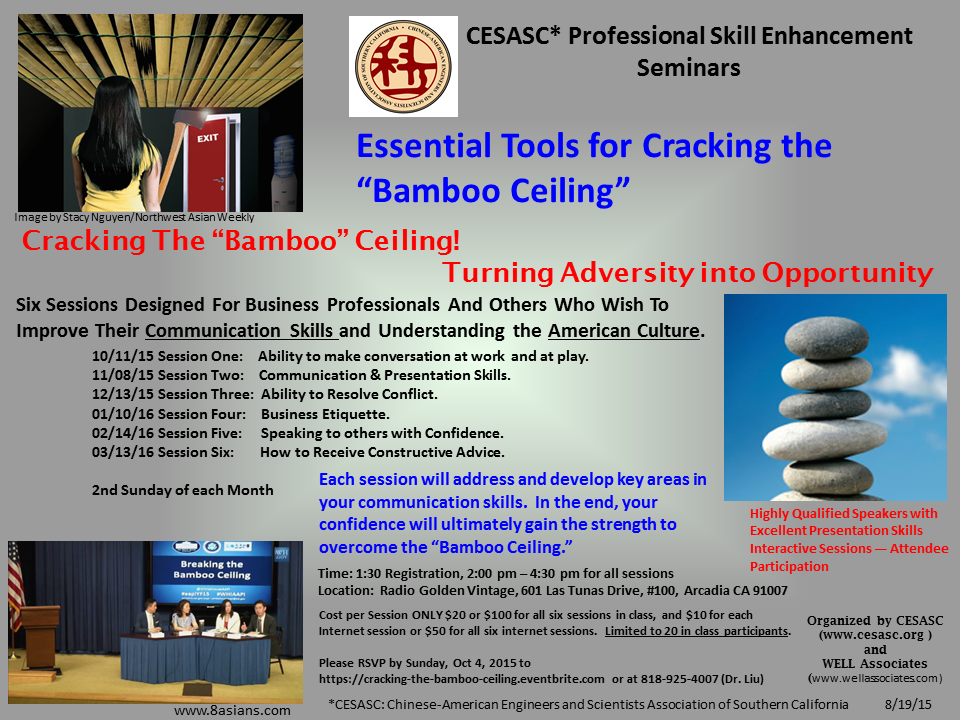 CHINESE-AMERICAN ENGINEERS AND SCIENTISTS ASSOCIATION OF SOUTHERN CALIFORNIA
CESASC* Professional Skill Enhancement
Seminars
EXIT
Essential Tools for Cracking the
“Bamboo Ceiling”
Image by Stacy Nguyen/Northwest Asian Weekly
Cracking The “Bamboo” Ceiling!
Turning Adversity into Opportunity
Six Sessions Designed For Business Professionals And Others Who Wish To
Improve Their Communication Skills and Understanding the American Culture.
10/11/15 Session One: Ability to make conversation at work and at play.
11/08/15 Session Two: Communication & Presentation Skills.
12/13/15 Session Three: Ability to Resolve Conflict.
01/10/16 Session Four: Business Etiquette.
02/14/16 Session Five: Speaking to others with Confidence.
03/13/16 Session Six: How to Receive Constructive Advice.
2nd Sunday of each Month
Each session will address and develop key areas in
your communication skills. In the end, your
confidence will ultimately gain the strength to
overcome the “Bamboo Ceiling.”
Highly Qualified Speakers with
Excellent Presentation Skills
Interactive Sessions — Attendee
Participation
Breaking the
Bamboo Ceiling
#WHIAAPI
Time: 1:30 Registration, 2:00 pm – 4:30 pm for all sessions
Location: Radio Golden Vintage, 601 Las Tunas Drive, #100, Arcadia CA 91007
Cost per Session ONLY $20 or $100 for all six sessions in class, and $10 for each
Internet session or $50 for all six internet sessions. Limited to 20 in class participants.
Please RSVP by Sunday, Oct 4, 2015 to
https://cracking-the-bamboo-ceiling.eventbrite.com or at 818-925-4007 (Dr. Liu)
Organized by CESASC
(www.cesasc.org )
and
WELL Associates
(www.wellassociates.com)
www.8asians.com
*CESASC: Chinese-American Engineers and Scientists Association of Southern California
8/19/15